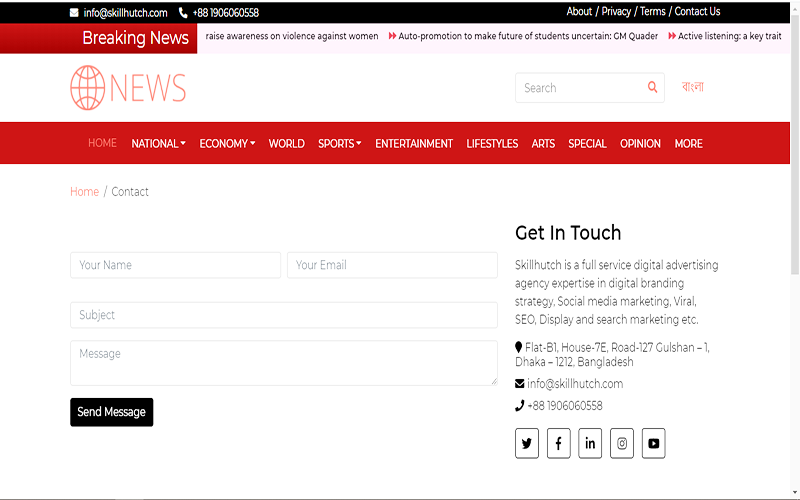 info@skillhutch.com +88 1906060558 About / Privacy / Terms / Contact Us
Breaking News raise awareness on violence against women Auto-promotion to make future of students uncertain: GM Quader Active listening: a key trait
NEWS Search বাংলা
HOME NATIONAL ECONOMY WORLD SPORTS ENTERTAINMENT LIFESTYLES ARTS SPECIAL OPINION MORE
Home / Contact
Get In Touch
Your Name Your Email
Subject
Message
Send Message
Skillhutch is a full service digital advertising
agency expertise in digital branding
strategy, Social media marketing, Viral,
SEO, Display and search marketing etc.
Flat-B1, House-7E, Road-127 Gulshan – 1,
Dhaka – 1212, Bangladesh
info@skillhutch.com
+88 1906060558